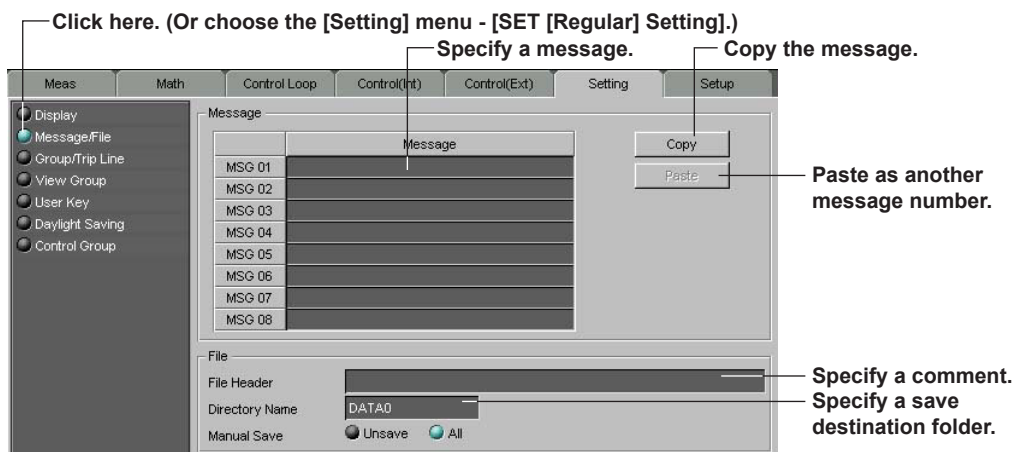 Click here. (Or choose the [Setting] menu - [SET [Regular] Setting].)
Specify a message.
Copy the message.
Meas
Math
Control Loop
Control(Int)
Control(Ext)
Setting
Setup
Display
Message/File
Group/Trip Line
View Group
User Key
Daylight Saving
Control Group
Message
Message
MSG 01
MSG 02
MSG 03
MSG 04
MSG 05
MSG 06
MSG 07
MSG 08
Copy
Paste
Paste as another
message number.
File
File Header
Directory Name
DATA0
Manual Save
Unsave
All
Specify a comment.
Specify a save
destination folder.